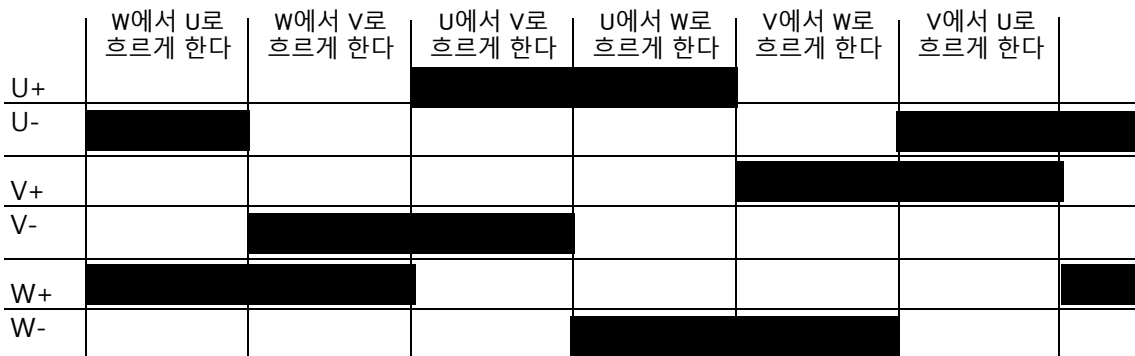 W에서 U로
흐르게 한다
W에서 V로
흐르게 한다
U에서 V로
흐르게 한다
U에서 W로
흐르게 한다
V에서 W로
흐르게 한다
V에서 U로
흐르게 한다
U+
U-
V+
V-
W+
W-